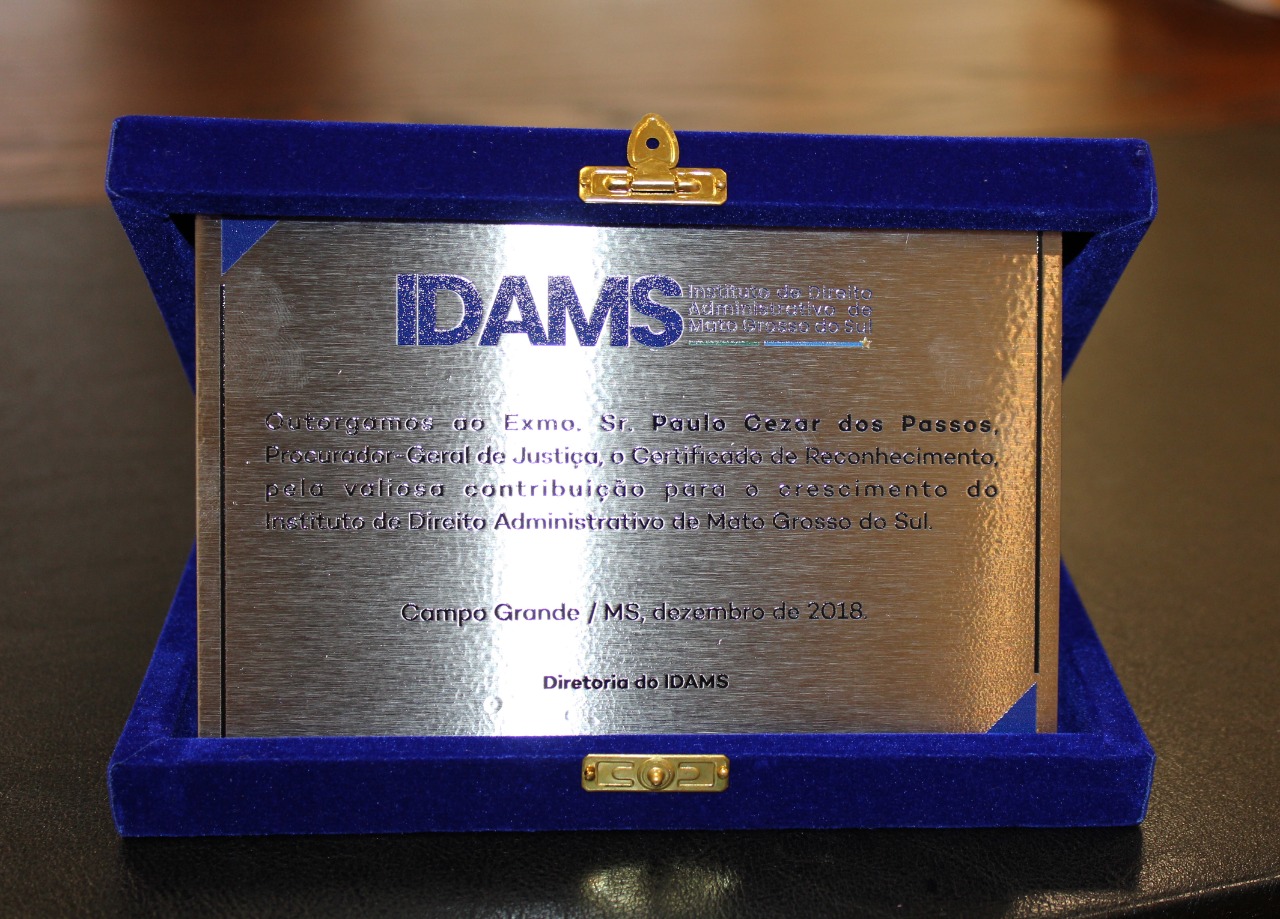 IDAMS
Instituto de Direito
Administrativo de
Mato Grosso do Sul
Outorgamos ao Exmo. Sr. Paulo Cezar dos Passos,
Procurador-Geral de Justiça, o Certificado de Reconhecimento,
pela valiosa contribuição para o crescimento do
Instituto de Direito Administrativo de Mato Grosso do Sul.
Campo Grande / MS, dezembro de 2018.
Diretoria do IDAMS